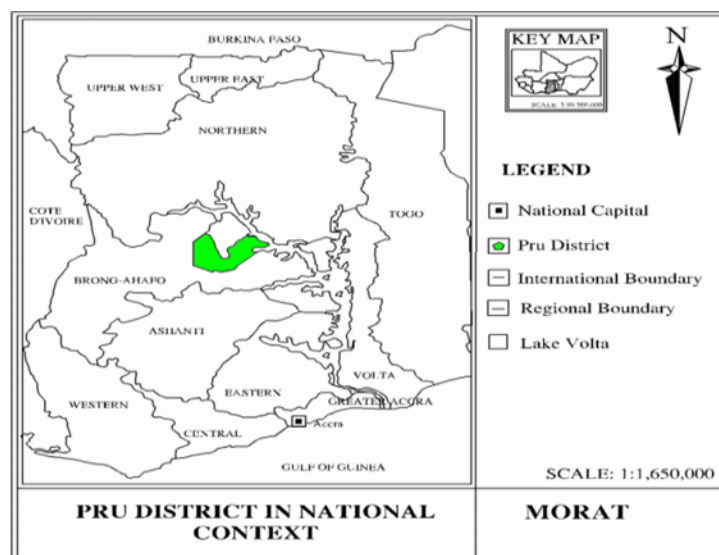 BURKINA FASO
UPPER WEST
UPPER EAST
NORTHERN
COTE
D'IVOIRE
TOGO
BRONG-AHAFO
ASHANTI
VOLTA
EASTERN
GREATER ACCRA
WESTERN
CENTRAL
Accra
GULF OF GUINEA
KEY MAP
N
LEGEND
National Capital
Pru District
International Boundary
Regional Boundary
Lake Volta
SCALE: 1:1,650,000
PRU DISTRICT IN NATIONAL
CONTEXT
MORAT